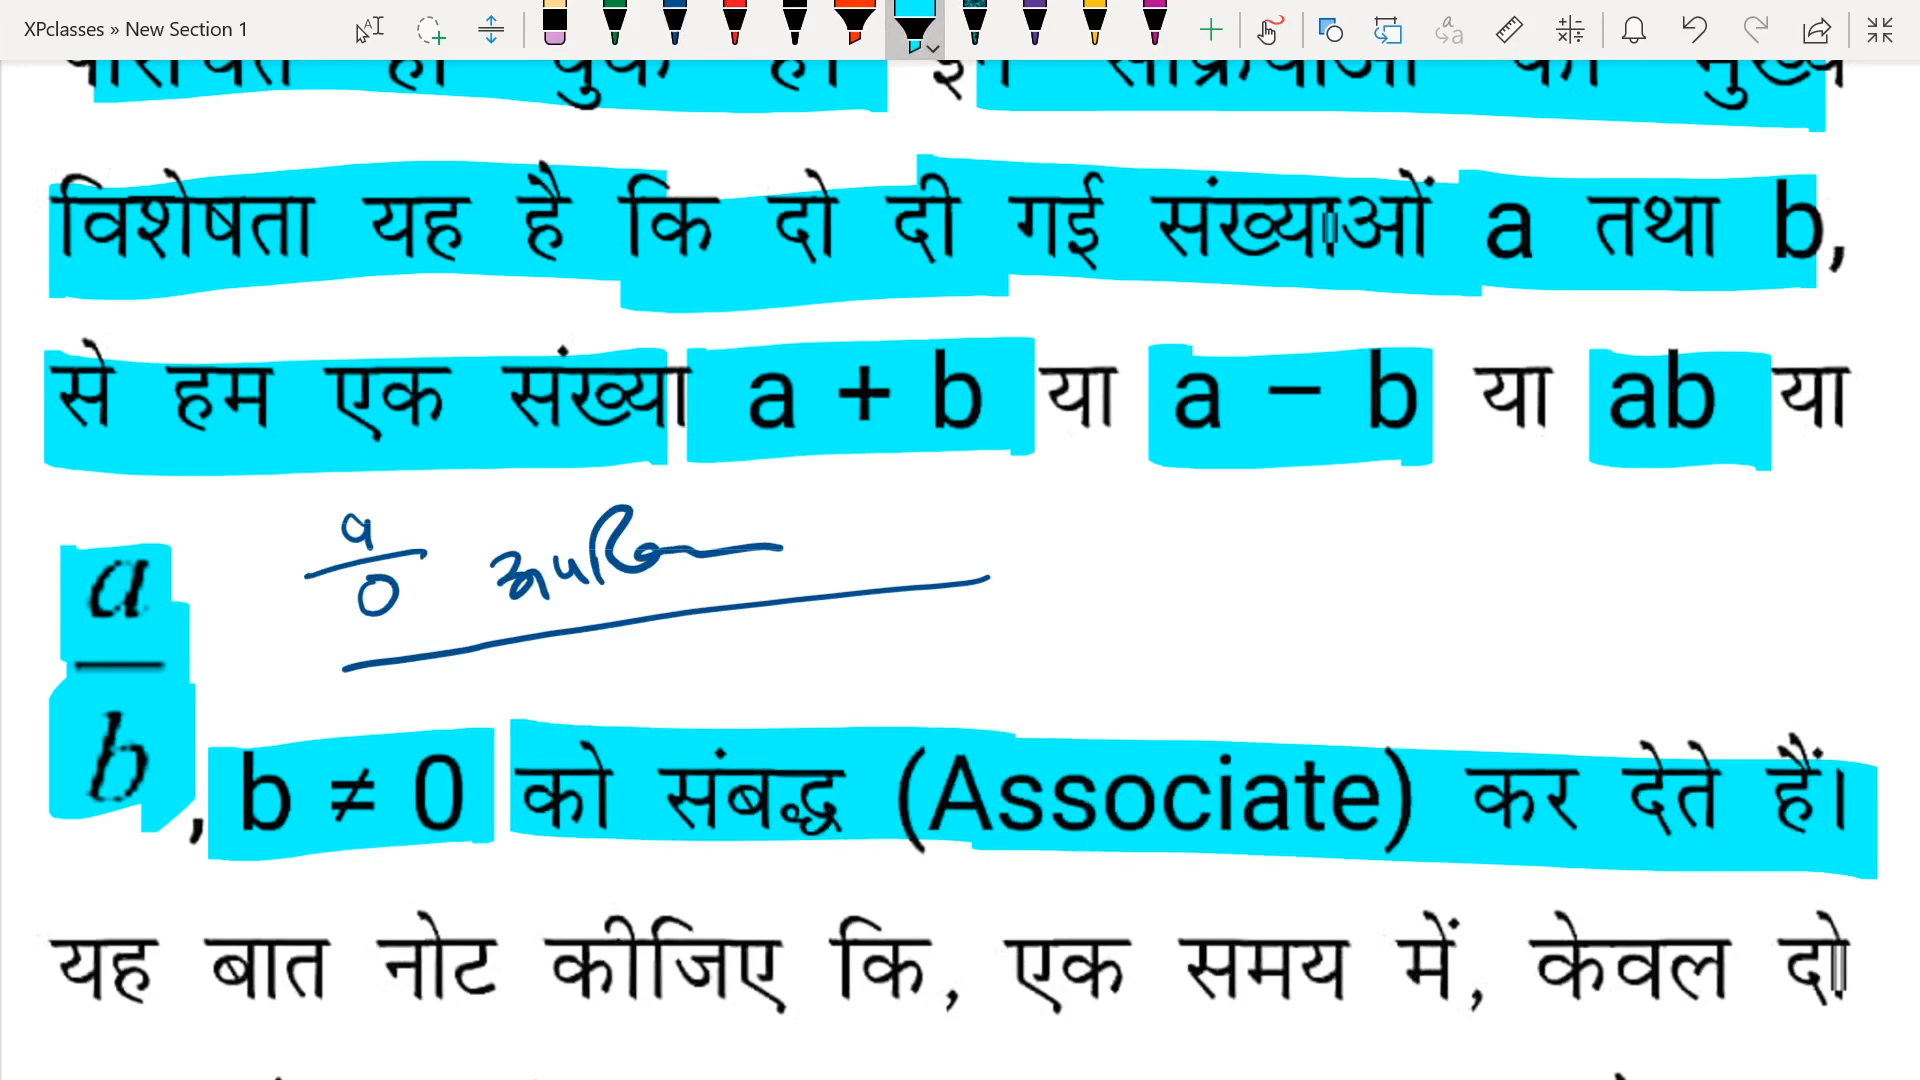 XPclasses » New Section 1
विशेषता यह है कि दो दी गई संख्याओं a तथा b,
से हम एक संख्या a + b या a – b या ab या
a/0
a/b, b ≠ 0 को संबद्ध (Associate) कर देते हैं।
यह बात नोट कीजिए कि, एक समय में, केवल दो